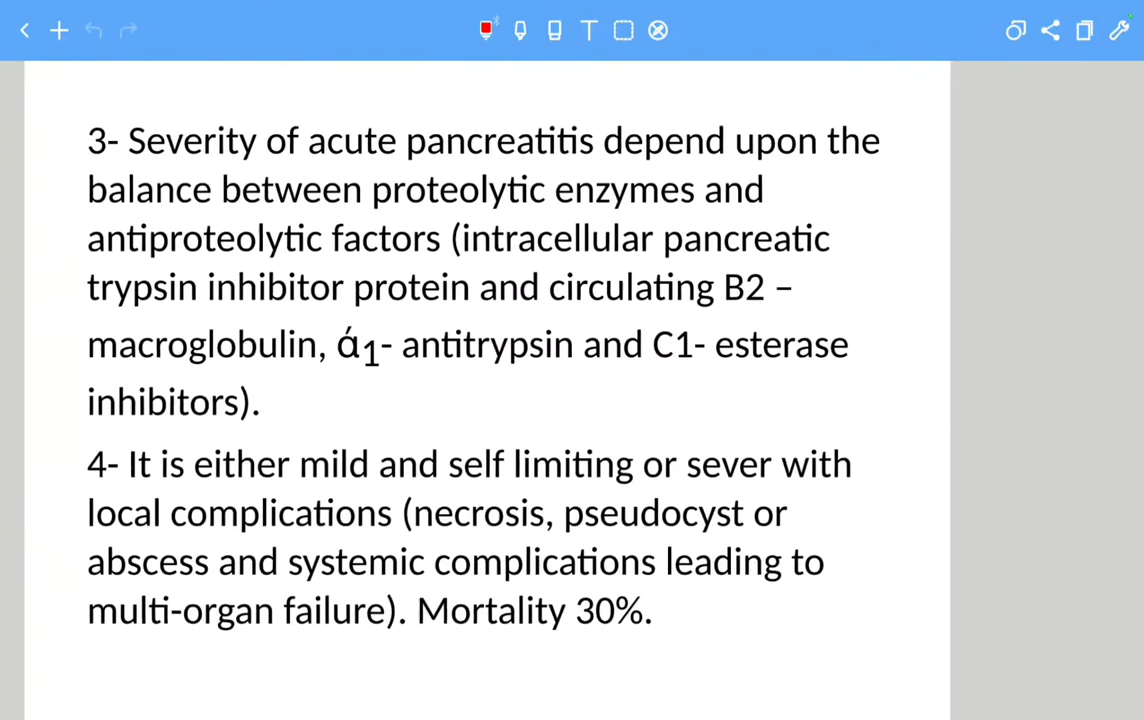 3- Severity of acute pancreatitis depend upon the
balance between proteolytic enzymes and
antiproteolytic factors (intracellular pancreatic
trypsin inhibitor protein and circulating B2 –
macroglobulin, ά1- antitrypsin and C1- esterase
inhibitors).
4- It is either mild and self limiting or sever with
local complications (necrosis, pseudocyst or
abscess and systemic complications leading to
multi-organ failure). Mortality 30%.